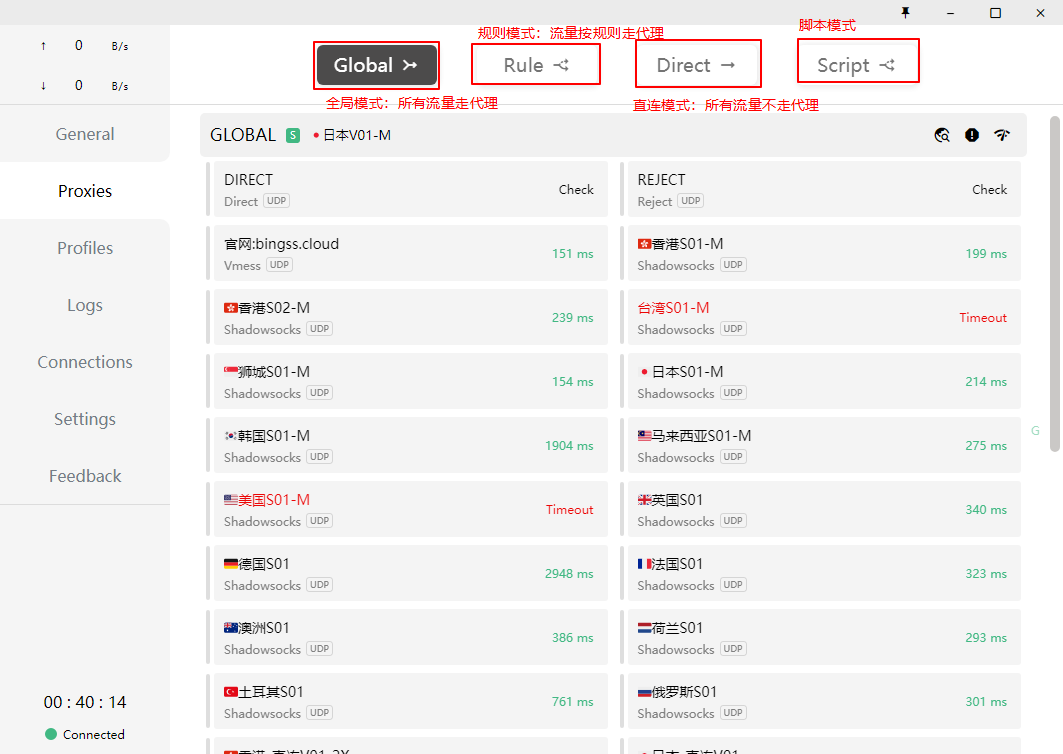 ↑ 0 B/s
↓ 0 B/s
规则模式：流量按规则走代理
脚本模式
Global
Rule
Direct
Script
全局模式：所有流量走代理
直连模式：所有流量不走代理
General
Proxies
Profiles
Logs
Connections
Settings
Feedback
00 : 40 : 14
Connected
GLOBAL S 日本V01-M
DIRECT
Direct UDP
Check
REJECT
Reject UDP
Check
官网:bingss.cloud
Vmess UDP
151 ms
香港S01-M
Shadowsocks UDP
199 ms
香港S02-M
Shadowsocks UDP
239 ms
台湾S01-M
Shadowsocks UDP
Timeout
狮城S01-M
Shadowsocks UDP
154 ms
日本S01-M
Shadowsocks UDP
214 ms
韩国S01-M
Shadowsocks UDP
1904 ms
马来西亚S01-M
Shadowsocks UDP
275 ms
美国S01-M
Shadowsocks UDP
Timeout
英国S01
Shadowsocks UDP
340 ms
德国S01
Shadowsocks UDP
2948 ms
法国S01
Shadowsocks UDP
323 ms
澳洲S01
Shadowsocks UDP
386 ms
荷兰S01
Shadowsocks UDP
293 ms
土耳其S01
Shadowsocks UDP
761 ms
俄罗斯S01
Shadowsocks UDP
301 ms
G